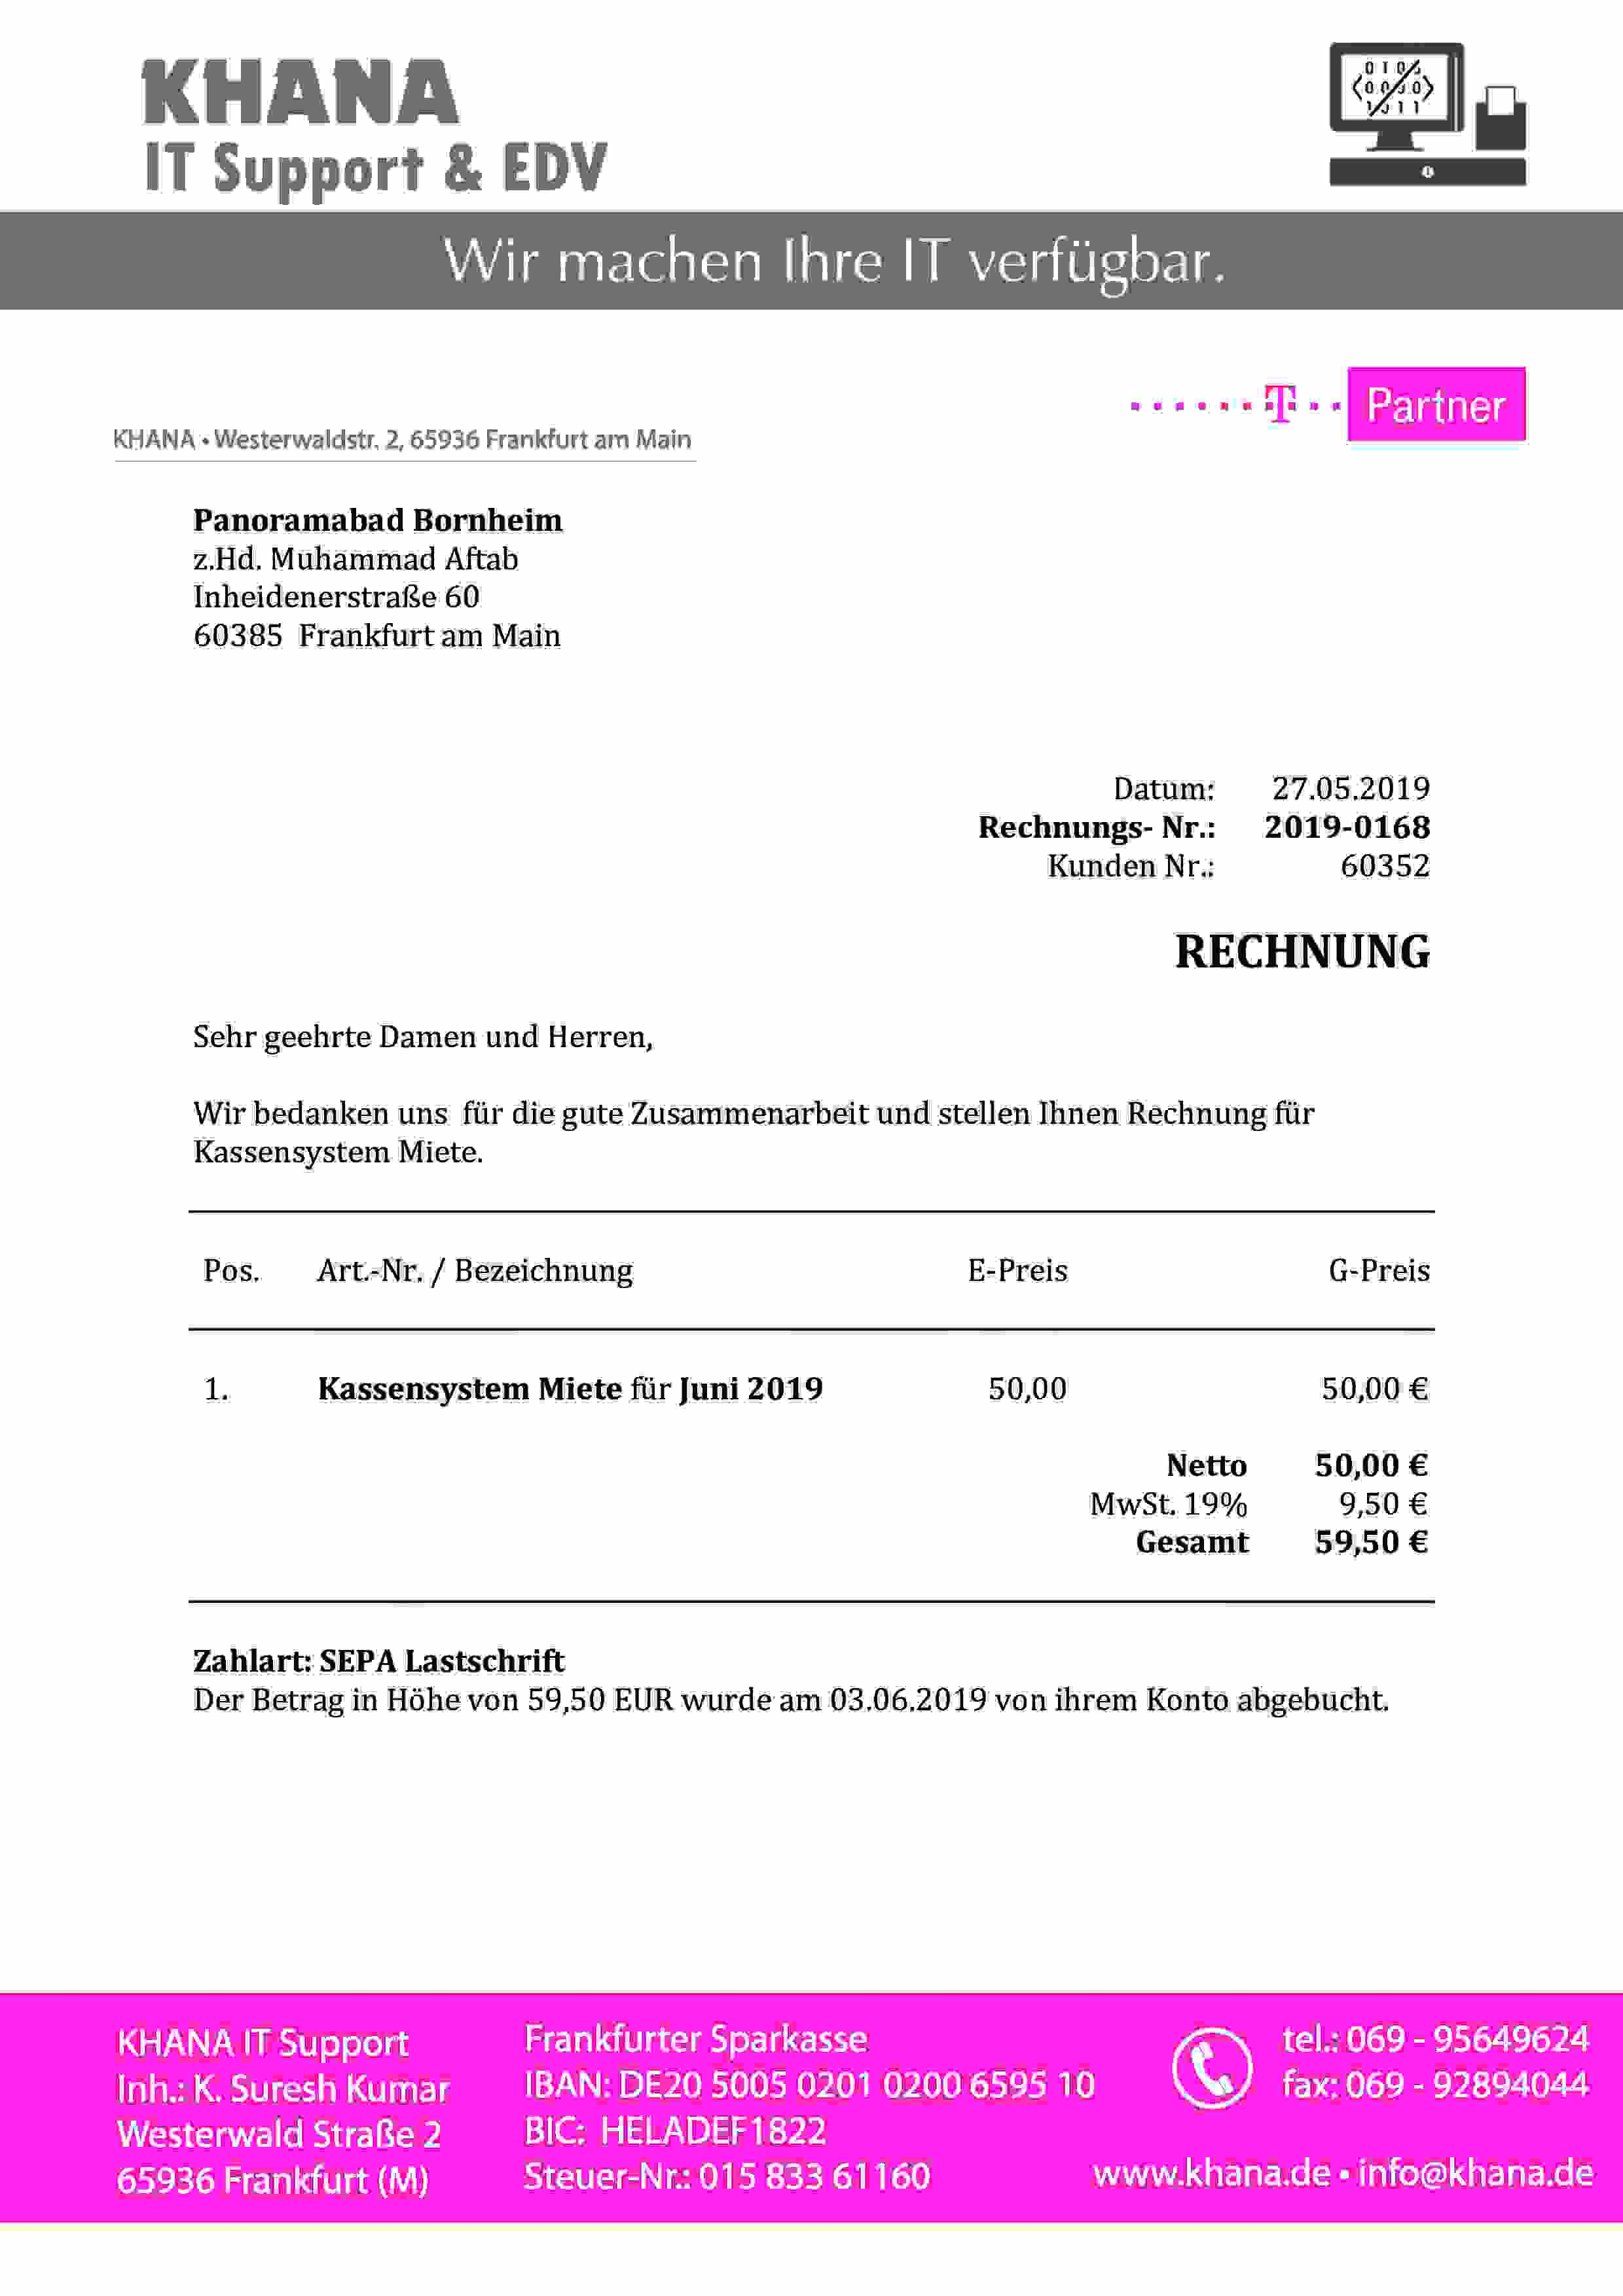 KHANA
IT Support & EDV
Wir machen Ihre IT verfügbar.
T Partner
KHANA • Westerwaldstr. 2, 65936 Frankfurt am Main
Panoramabad Bornheim
z.Hd. Muhammad Aftab
Inheidenerstraße 60
60385 Frankfurt am Main
Datum: 27.05.2019
Rechnungs- Nr.: 2019-0168
Kunden Nr.: 60352
RECHNUNG
Sehr geehrte Damen und Herren,
Wir bedanken uns für die gute Zusammenarbeit und stellen Ihnen Rechnung für
Kassensystem Miete.
Pos. Art.-Nr. / Bezeichnung E-Preis G-Preis
1. Kassensystem Miete für Juni 2019 50,00 50,00 €
Netto 50,00 €
MwSt. 19% 9,50 €
Gesamt 59,50 €
Zahlart: SEPA Lastschrift
Der Betrag in Höhe von 59,50 EUR wurde am 03.06.2019 von ihrem Konto abgebucht.
KHANA IT Support
Inh.: K. Suresh Kumar
Westerwald Straße 2
65936 Frankfurt (M)
Frankfurter Sparkasse
IBAN: DE20 5005 0201 0200 6595 10
BIC: HELADEF1822
Steuer-Nr.: 015 833 61160
tel.: 069 - 95649624
fax: 069 - 92894044
www.khana.de • info@khana.de